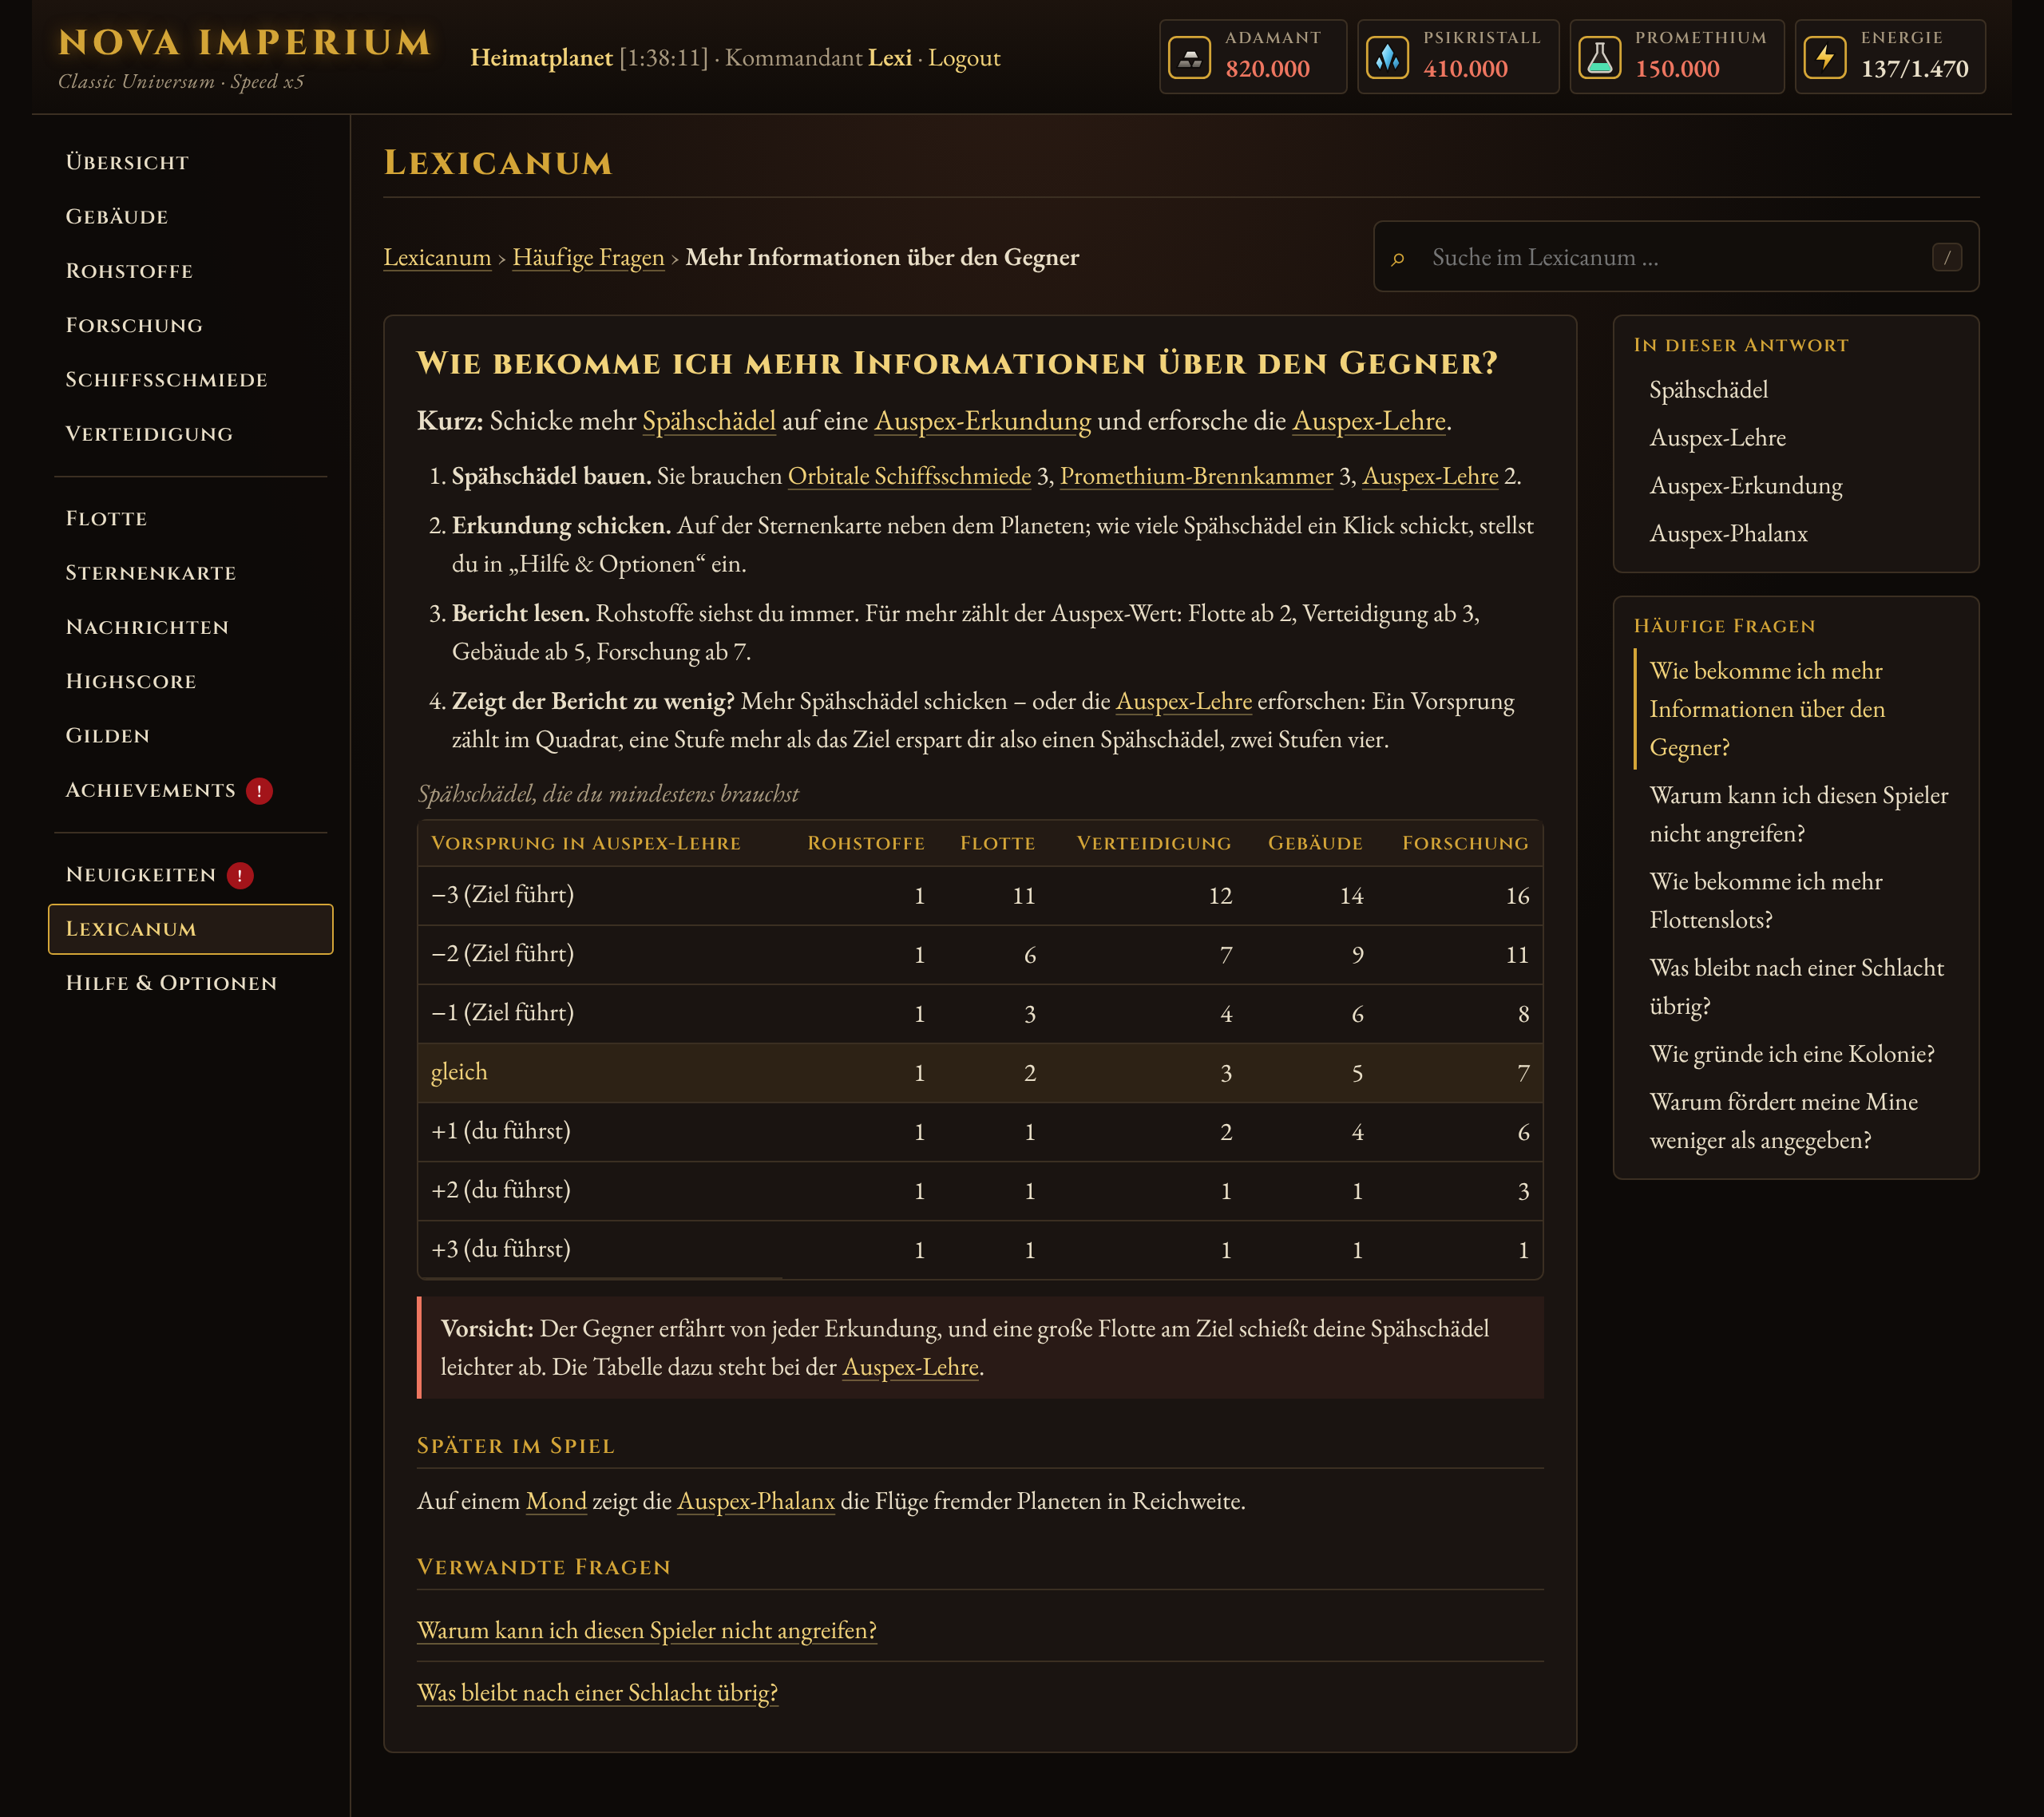 NOVA IMPERIUM
Classic Universum · Speed x5
Heimatplanet [1:38:11] · Kommandant Lexi · Logout
ADAMANT
820.000
PSIKRISTALL
410.000
PROMETHIUM
150.000
ENERGIE
137/1.470
Übersicht
Gebäude
Rohstoffe
Forschung
Schiffsschmiede
Verteidigung
Flotte
Sternenkarte
Nachrichten
Highscore
Gilden
Achievements !
Neuigkeiten !
Lexicanum
Hilfe & Optionen
Lexicanum
Lexicanum › Häufige Fragen › Mehr Informationen über den Gegner
Suche im Lexicanum ... /
Wie bekomme ich mehr Informationen über den Gegner?
Kurz: Schicke mehr Spähschädel auf eine Auspex-Erkundung und erforsche die Auspex-Lehre.
1. Spähschädel bauen. Sie brauchen Orbitale Schiffsschmiede 3, Promethium-Brennkammer 3, Auspex-Lehre 2.
2. Erkundung schicken. Auf der Sternenkarte neben dem Planeten; wie viele Spähschädel ein Klick schickt, stellst
du in „Hilfe & Optionen“ ein.
3. Bericht lesen. Rohstoffe siehst du immer. Für mehr zählt der Auspex-Wert: Flotte ab 2, Verteidigung ab 3,
Gebäude ab 5, Forschung ab 7.
4. Zeigt der Bericht zu wenig? Mehr Spähschädel schicken – oder die Auspex-Lehre erforschen: Ein Vorsprung
zählt im Quadrat, eine Stufe mehr als das Ziel erspart dir also einen Spähschädel, zwei Stufen vier.
Spähschädel, die du mindestens brauchst
Vorsprung in Auspex-Lehre Rohstoffe Flotte Verteidigung Gebäude Forschung
−3 (Ziel führt) 1 11 12 14 16
−2 (Ziel führt) 1 6 7 9 11
−1 (Ziel führt) 1 3 4 6 8
gleich 1 2 3 5 7
+1 (du führst) 1 1 2 4 6
+2 (du führst) 1 1 1 1 3
+3 (du führst) 1 1 1 1 1
Vorsicht: Der Gegner erfährt von jeder Erkundung, und eine große Flotte am Ziel schießt deine Spähschädel
leichter ab. Die Tabelle dazu steht bei der Auspex-Lehre.
Später im Spiel
Auf einem Mond zeigt die Auspex-Phalanx die Flüge fremder Planeten in Reichweite.
Verwandte Fragen
Warum kann ich diesen Spieler nicht angreifen?
Was bleibt nach einer Schlacht übrig?
In dieser Antwort
Spähschädel
Auspex-Lehre
Auspex-Erkundung
Auspex-Phalanx
Häufige Fragen
Wie bekomme ich mehr
Informationen über den
Gegner?
Warum kann ich diesen Spieler
nicht angreifen?
Wie bekomme ich mehr
Flottenslots?
Was bleibt nach einer Schlacht
übrig?
Wie gründe ich eine Kolonie?
Warum fördert meine Mine
weniger als angegeben?